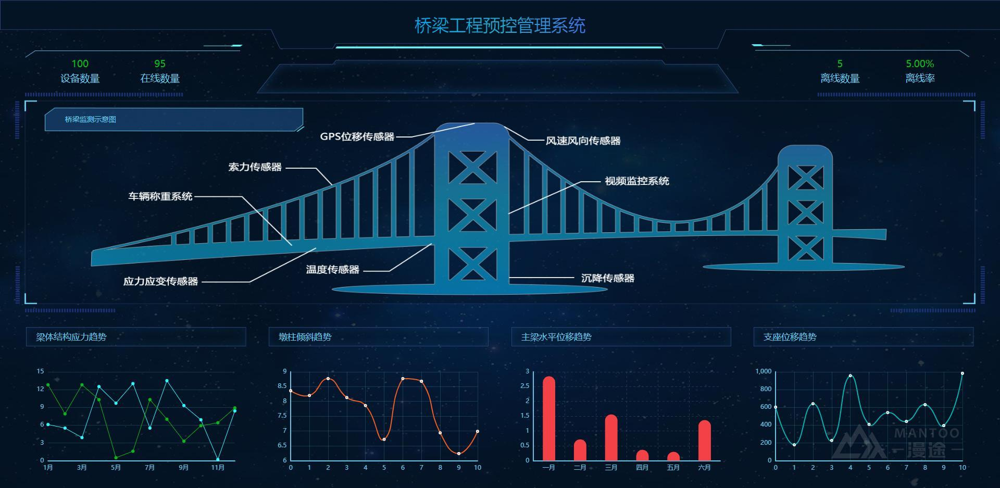 桥梁工程预控管理系统
100
95
设备数量
在线数量
5
5.00%
离线数量
离线率
桥梁监测示意图
GPS位移传感器
风速风向传感器
索力传感器
视频监控系统
车辆称重系统
温度传感器
应力应变传感器
沉降传感器
梁体结构应力趋势
15
12
9
6
3
0
1月
3月
5月
7月
9月
11月
墩柱倾斜趋势
9
8.5
8
7.5
7
6.5
6
0
1
2
3
4
5
6
7
8
9
10
主梁水平位移趋势
3
2.5
2
1.5
1
0.5
0
一月
二月
三月
四月
五月
六月
支座位移趋势
1,000
800
600
400
200
0
0
1
2
3
4
5
6
7
8
9
10
MANTOO
漫途